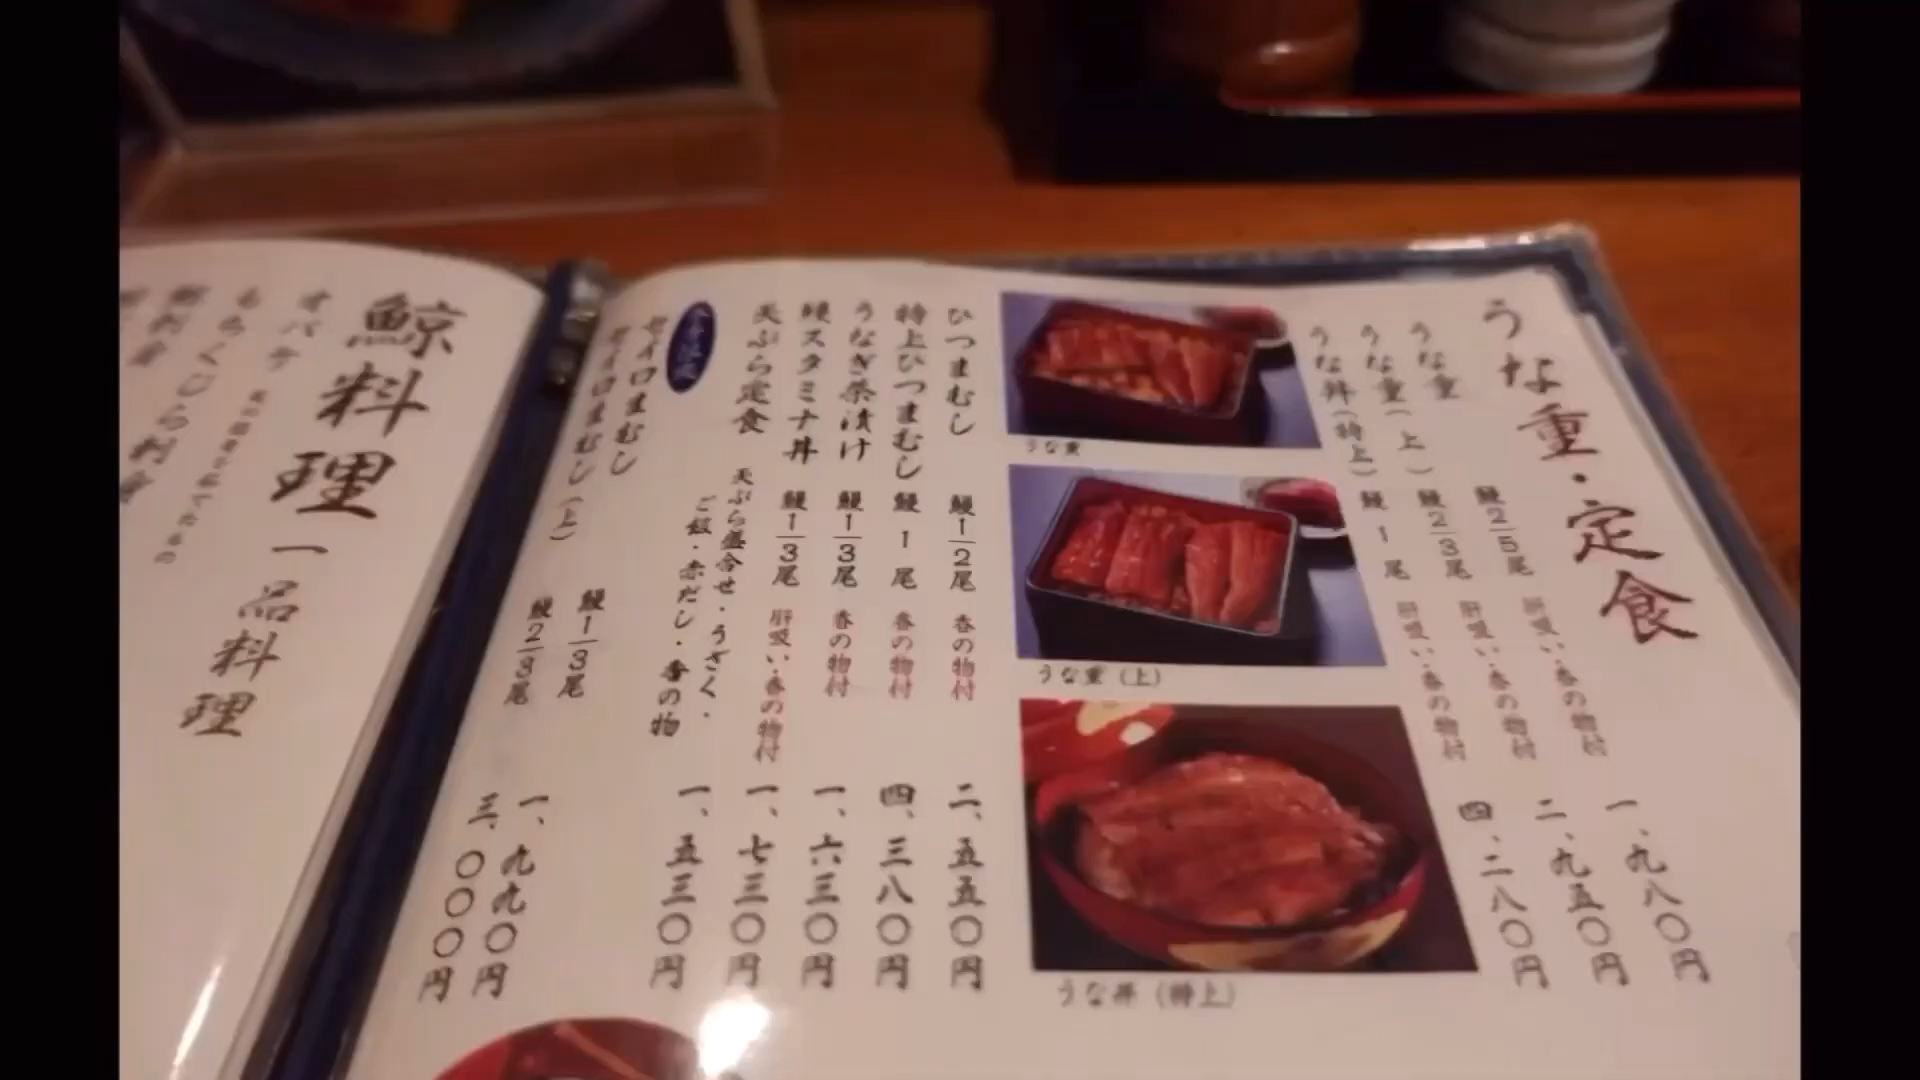 うな重・定食
うな重 鰻2/5尾 肝吸い・香の物付 一、九八〇円
うな重(上) 鰻2/3尾 肝吸い・香の物付 二、九五〇円
うな丼(特上) 鰻1尾 肝吸い・香の物付 四、二八〇円
うな重
うな重(上)
うな丼(特上)
ひつまむし 鰻1/2尾 香の物付 二、五五〇円
特上ひつまむし 鰻1尾 香の物付 四、三八〇円
うなぎ茶漬け 鰻1/3尾 香の物付 一、六三〇円
鰻スタミナ丼 鰻1/3尾 肝吸い・香の物付 一、七三〇円
天ぷら定食 天ぷら盛合せ・うざく・
ご飯・赤だし・香の物 一、五三〇円
セイロまむし 鰻1/3尾 一、九九〇円
セイロまむし(上) 鰻2/3尾 三、〇〇〇円
鯨料理一品料理
オバケ